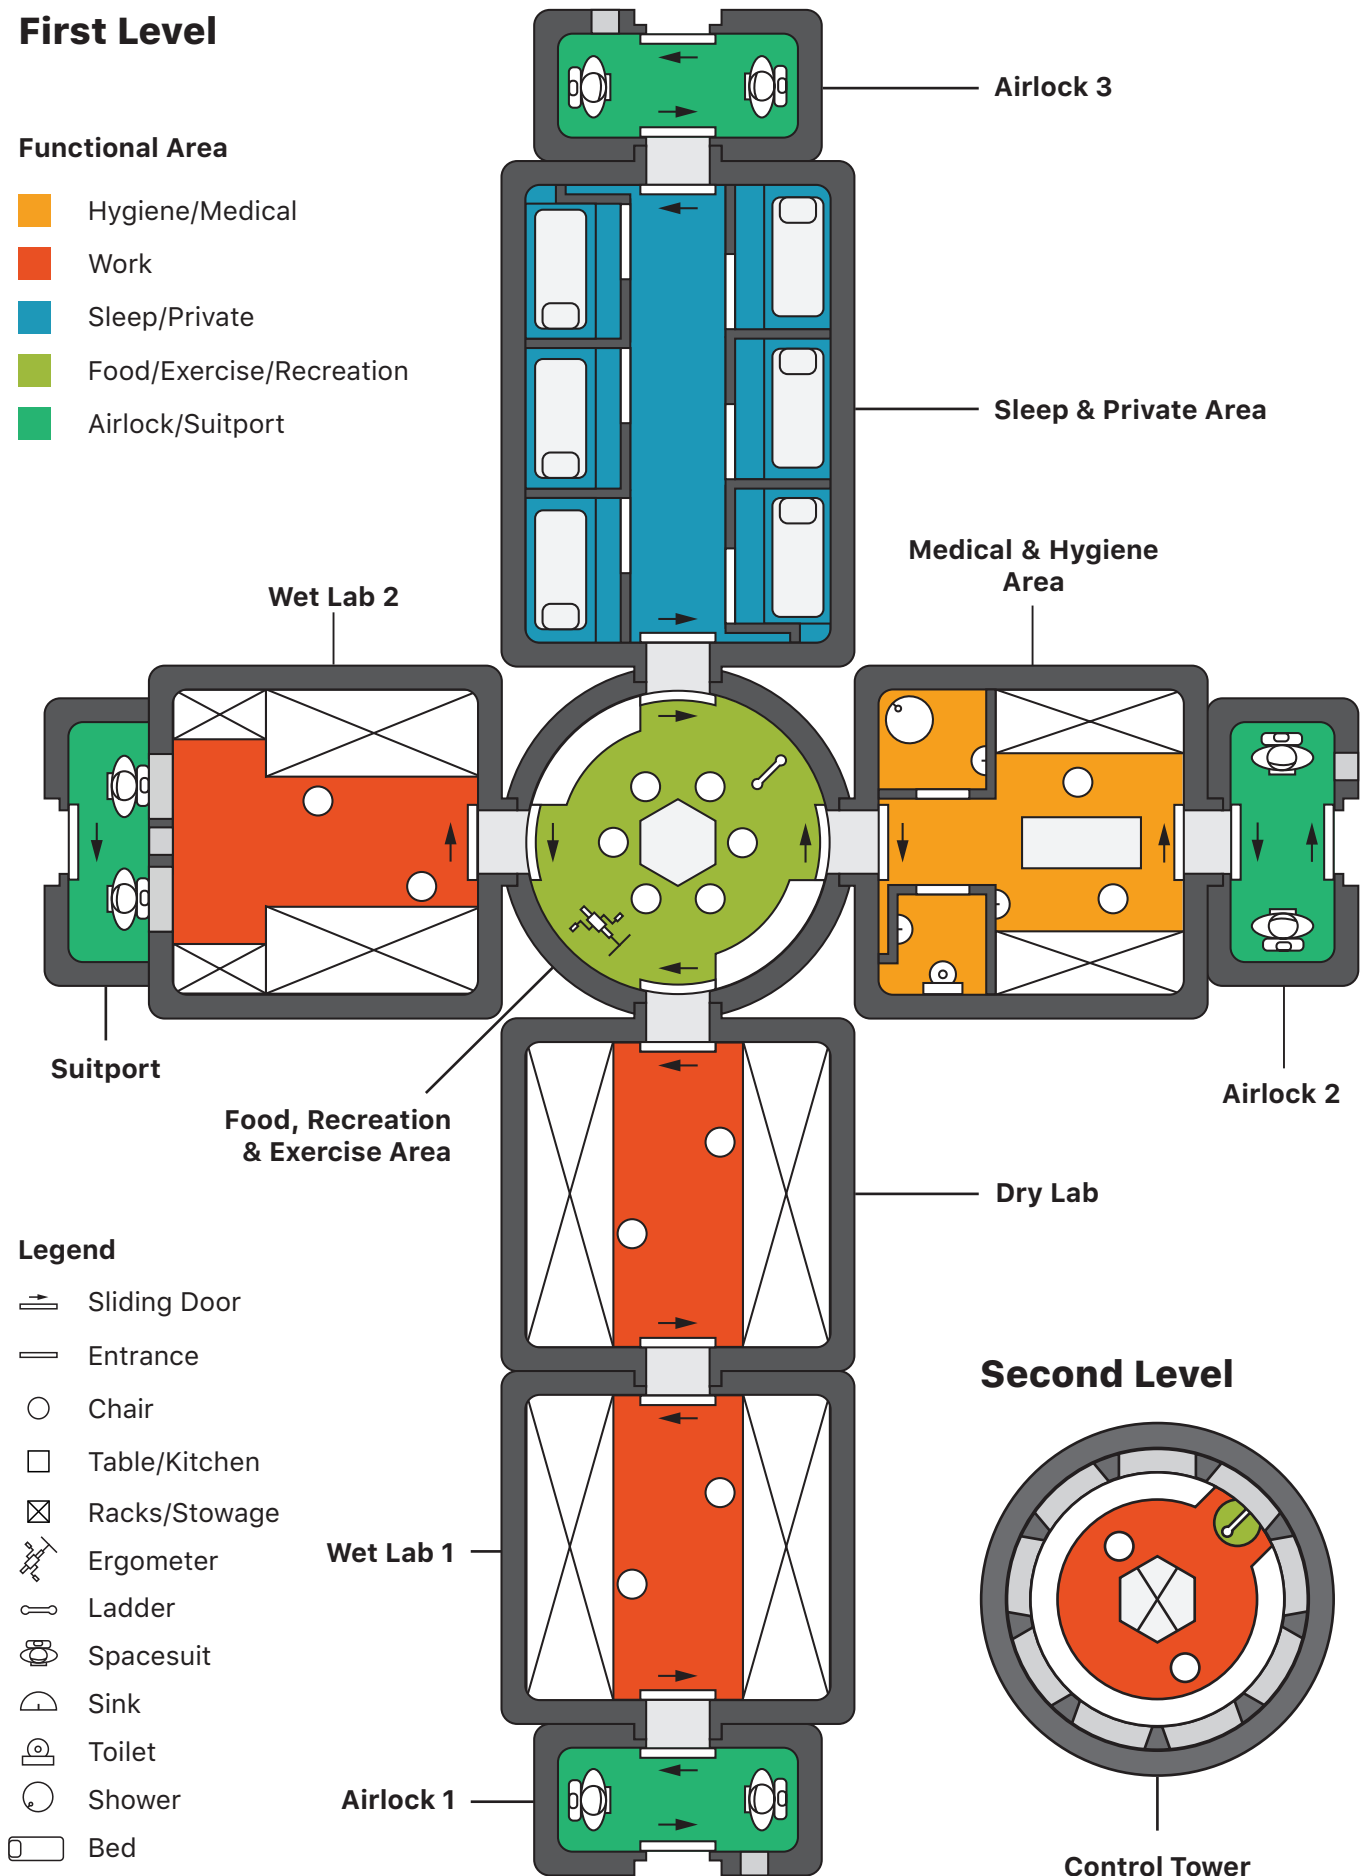 First Level
Functional Area
Hygiene/Medical
Work
Sleep/Private
Food/Exercise/Recreation
Airlock/Suitport
Airlock 3
Sleep & Private Area
Medical & Hygiene
Area
Wet Lab 2
Suitport
Airlock 2
Food, Recreation
& Exercise Area
Dry Lab
Legend
Sliding Door
Entrance
Chair
Table/Kitchen
Racks/Stowage
Ergometer
Ladder
Spacesuit
Sink
Toilet
Shower
Bed
Wet Lab 1
Airlock 1
Second Level
Control Tower